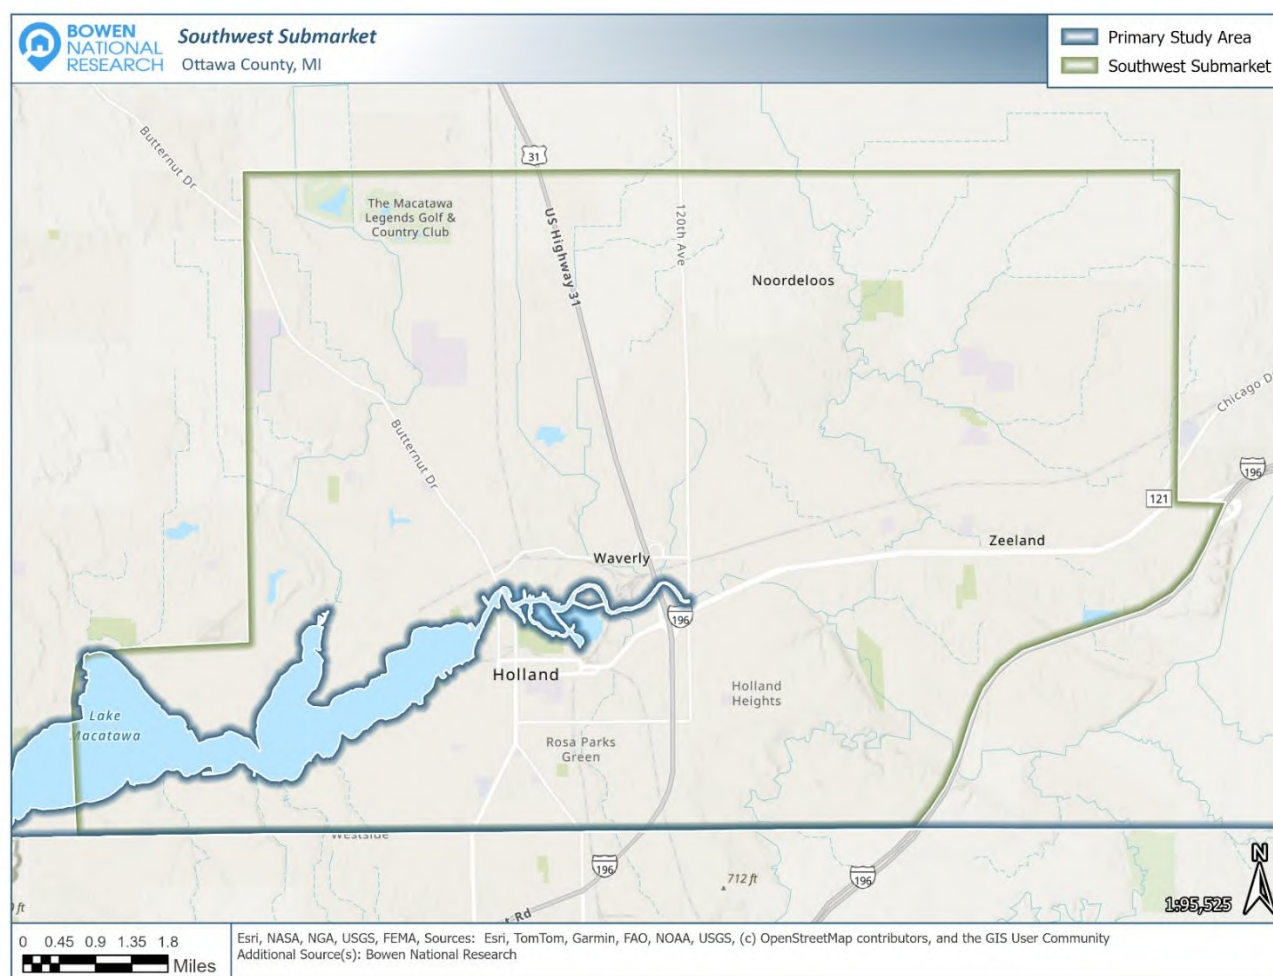 BOWEN
NATIONAL
RESEARCH
Southwest Submarket
Ottawa County, MI
Primary Study Area
Southwest Submarket
Butternut Dr
31
The Macatawa
Legends Golf &
Country Club
US Highway 31
120th Ave
Noordeloos
Chicago D
Butternut Dr
196
121
Zeeland
Waverly
196
Holland
Holland
Heights
Lake
Macatawa
Rosa Parks
Green
Westside
196
196
712 ft
ft
t Rd
N
1:95,525
0 0.45 0.9 1.35 1.8
Miles
Esri, NASA, NGA, USGS, FEMA, Sources: Esri, TomTom, Garmin, FAO, NOAA, USGS, (c) OpenStreetMap contributors, and the GIS User Community
Additional Source(s): Bowen National Research